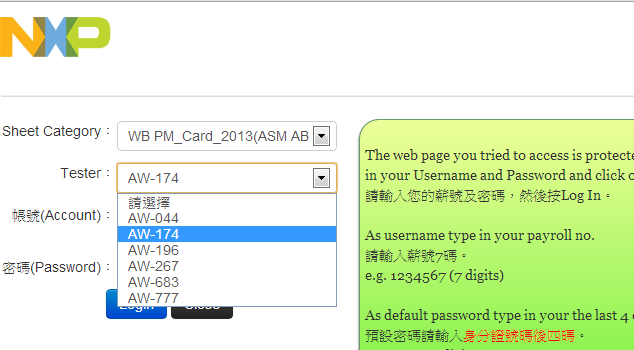 NXP
Sheet Category：
WB PM_Card_2013(ASM AB
Tester：
AW-174
請選擇
AW-044
AW-174
AW-196
AW-267
AW-683
AW-777
帳號(Account)：
密碼(Password)：
Login
Close
The web page you tried to access is protecte
in your Username and Password and click o
請輸入您的薪號及密碼，然後按Log In。
As username type in your payroll no.
請輸入薪號7碼。
e.g. 1234567 (7 digits)
As default password type in your the last 4
預設密碼請輸入身分證號碼後四碼。